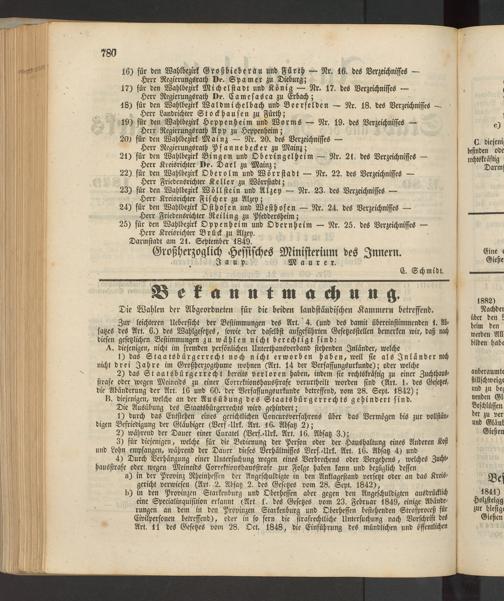 780
16) für den Wahlbezirk Großbieberau und Fürth — Nr. 16. des Verzeichnisses —
Herr Regierungsrath Dr. Spamer zu Dieburg;
17) für den Wahlbezirk Michelstadt und König — Nr. 17. des Verzeichnisses —
Herr Regierungsrath Dr. Camesasca zu Erbach;
18) für den Wahlbezirk Waldmichelbach und Beerfelden — Nr. 18. des Verzeichnisses —
Herr Landrichter Stockhausen zu Fürth;
19) für den Wahlbezirk Heppenheim und Worms — Nr. 19. des Verzeichnisses —
Herr Regierungsrath App zu Heppenheim;
20) für den Wahlbezirk Mainz — Nr. 20. des Verzeichnisses —
Herr Regierungsrath Pfannebecker zu Mainz;
21) für den Wahlbezirk Bingen und Oberingelheim — Nr. 21. des Verzeichnisses —
Herr Kreisrichter Dr. Dael zu Mainz;
22) für den Wahlbezirk Oberolm und Wörrstadt — Nr. 22. des Verzeichnisses —
Herr Friedensrichter Keller zu Wörrstadt;
23) für den Wahlbezirk Wöllstein und Alzey — Nr. 23. des Verzeichnisses —
Herr Kreisrichter Fischer zu Alzey;
24) für den Wahlbezirk Osthofen und Westhofen — Nr. 24. des Verzeichnisses —
Herr Friedensrichter Reiling zu Pfeddersheim;
25) für den Wahlbezirk Oppenheim und Odernheim — Nr. 25. des Verzeichnisses —
Herr Kreisrichter Brück zu Alzey.
Darmstadt am 21. September 1849.
Großherzoglich Hessisches Ministerium des Innern.
Jaup. Maurer.
C. Schmidt.
Bekanntmachung.
Die Wahlen der Abgeordneten für die beiden landständischen Kammern betreffend.
Zur leichteren Uebersicht der Bestimmungen des Art. 4. (und des damit übereinstimmenden 1. Ab-
satzes des Art. 6.) des Wahlgesetzes, sowie der daselbst aufgeführten Gesetzstellen bemerken wir, daß nach
diesen gesetzlichen Bestimmungen zu wählen nicht berechtigt sind:
A. diejenigen, nicht im fremden persönlichen Unterthanenverband stehenden Inländer, welche
1) das Staatsbürgerrecht noch nicht erworben haben, weil sie als Inländer noch
nicht drei Jahre im Großherzogthume wohnen (Art. 14 der Verfassungsurkunde); oder welche
2) das Staatsbürgerrecht bereits verloren haben, indem sie rechtskräftig zu einer Zuchthaus-
strafe oder wegen Meineids zu einer Correktionshausstrafe verurtheilt worden sind (Art. 1. des Gesetzes,
die Abänderung der Art. 16 und 60. der Verfassungsurkunde betreffend, vom 28. Sept. 1842);
B. diejenigen, welche an der Ausübung des Staatsbürgerrechts gehindert sind.
Die Ausübung des Staatsbürgerrechts wird gehindert;
1) durch das Entstehen eines gerichtlichen Concursverfahrens über das Vermögen bis zur vollstän-
digen Befriedigung der Gläubiger (Verf.-Urk. Art. 16. Absatz 2);
2) während der Dauer einer Curatel (Verf.-Urk. Art. 16. Absatz 3.);
3) für diejenigen, welche für die Bedienung der Person oder der Haushaltung eines Anderen Kost
und Lohn empfangen, während der Dauer dieses Verhältnisses Verf.-Urk. Art. 16. Absatz 4) und
4) Durch Verhängung einer Untersuchung wegen eines Verbrechens oder Vergehens, welches Zucht-
hausstrafe oder wegen Meineids Correktionshausstrafe zur Folge haben kann und bezüglich dessen
a) in der Provinz Rheinhessen der Angeschuldigte in den Anklagestand versetzt oder an das Kreis-
gericht verwiesen (Art. 2. Absatz 2. des Gesetzes vom 28. Sept. 1842),
b) in den Provinzen Starkenburg und Oberhessen aber gegen den Angeschuldigten ausdrücklich
eine Specialinquisition erkannt (Art. 1. des Gesetzes vom 23. Februar 1849, einige Abände-
rungen an dem in den Provinzen Starkenburg und Oberhessen bestehenden Strafproceß für
Civilpersonen betreffend), oder in so fern die strafrechtliche Untersuchung nach Vorschrift des
Art. 11 des Gesetzes vom 28. Oct. 1848, die Einführung des mündlichen und öffentlichen